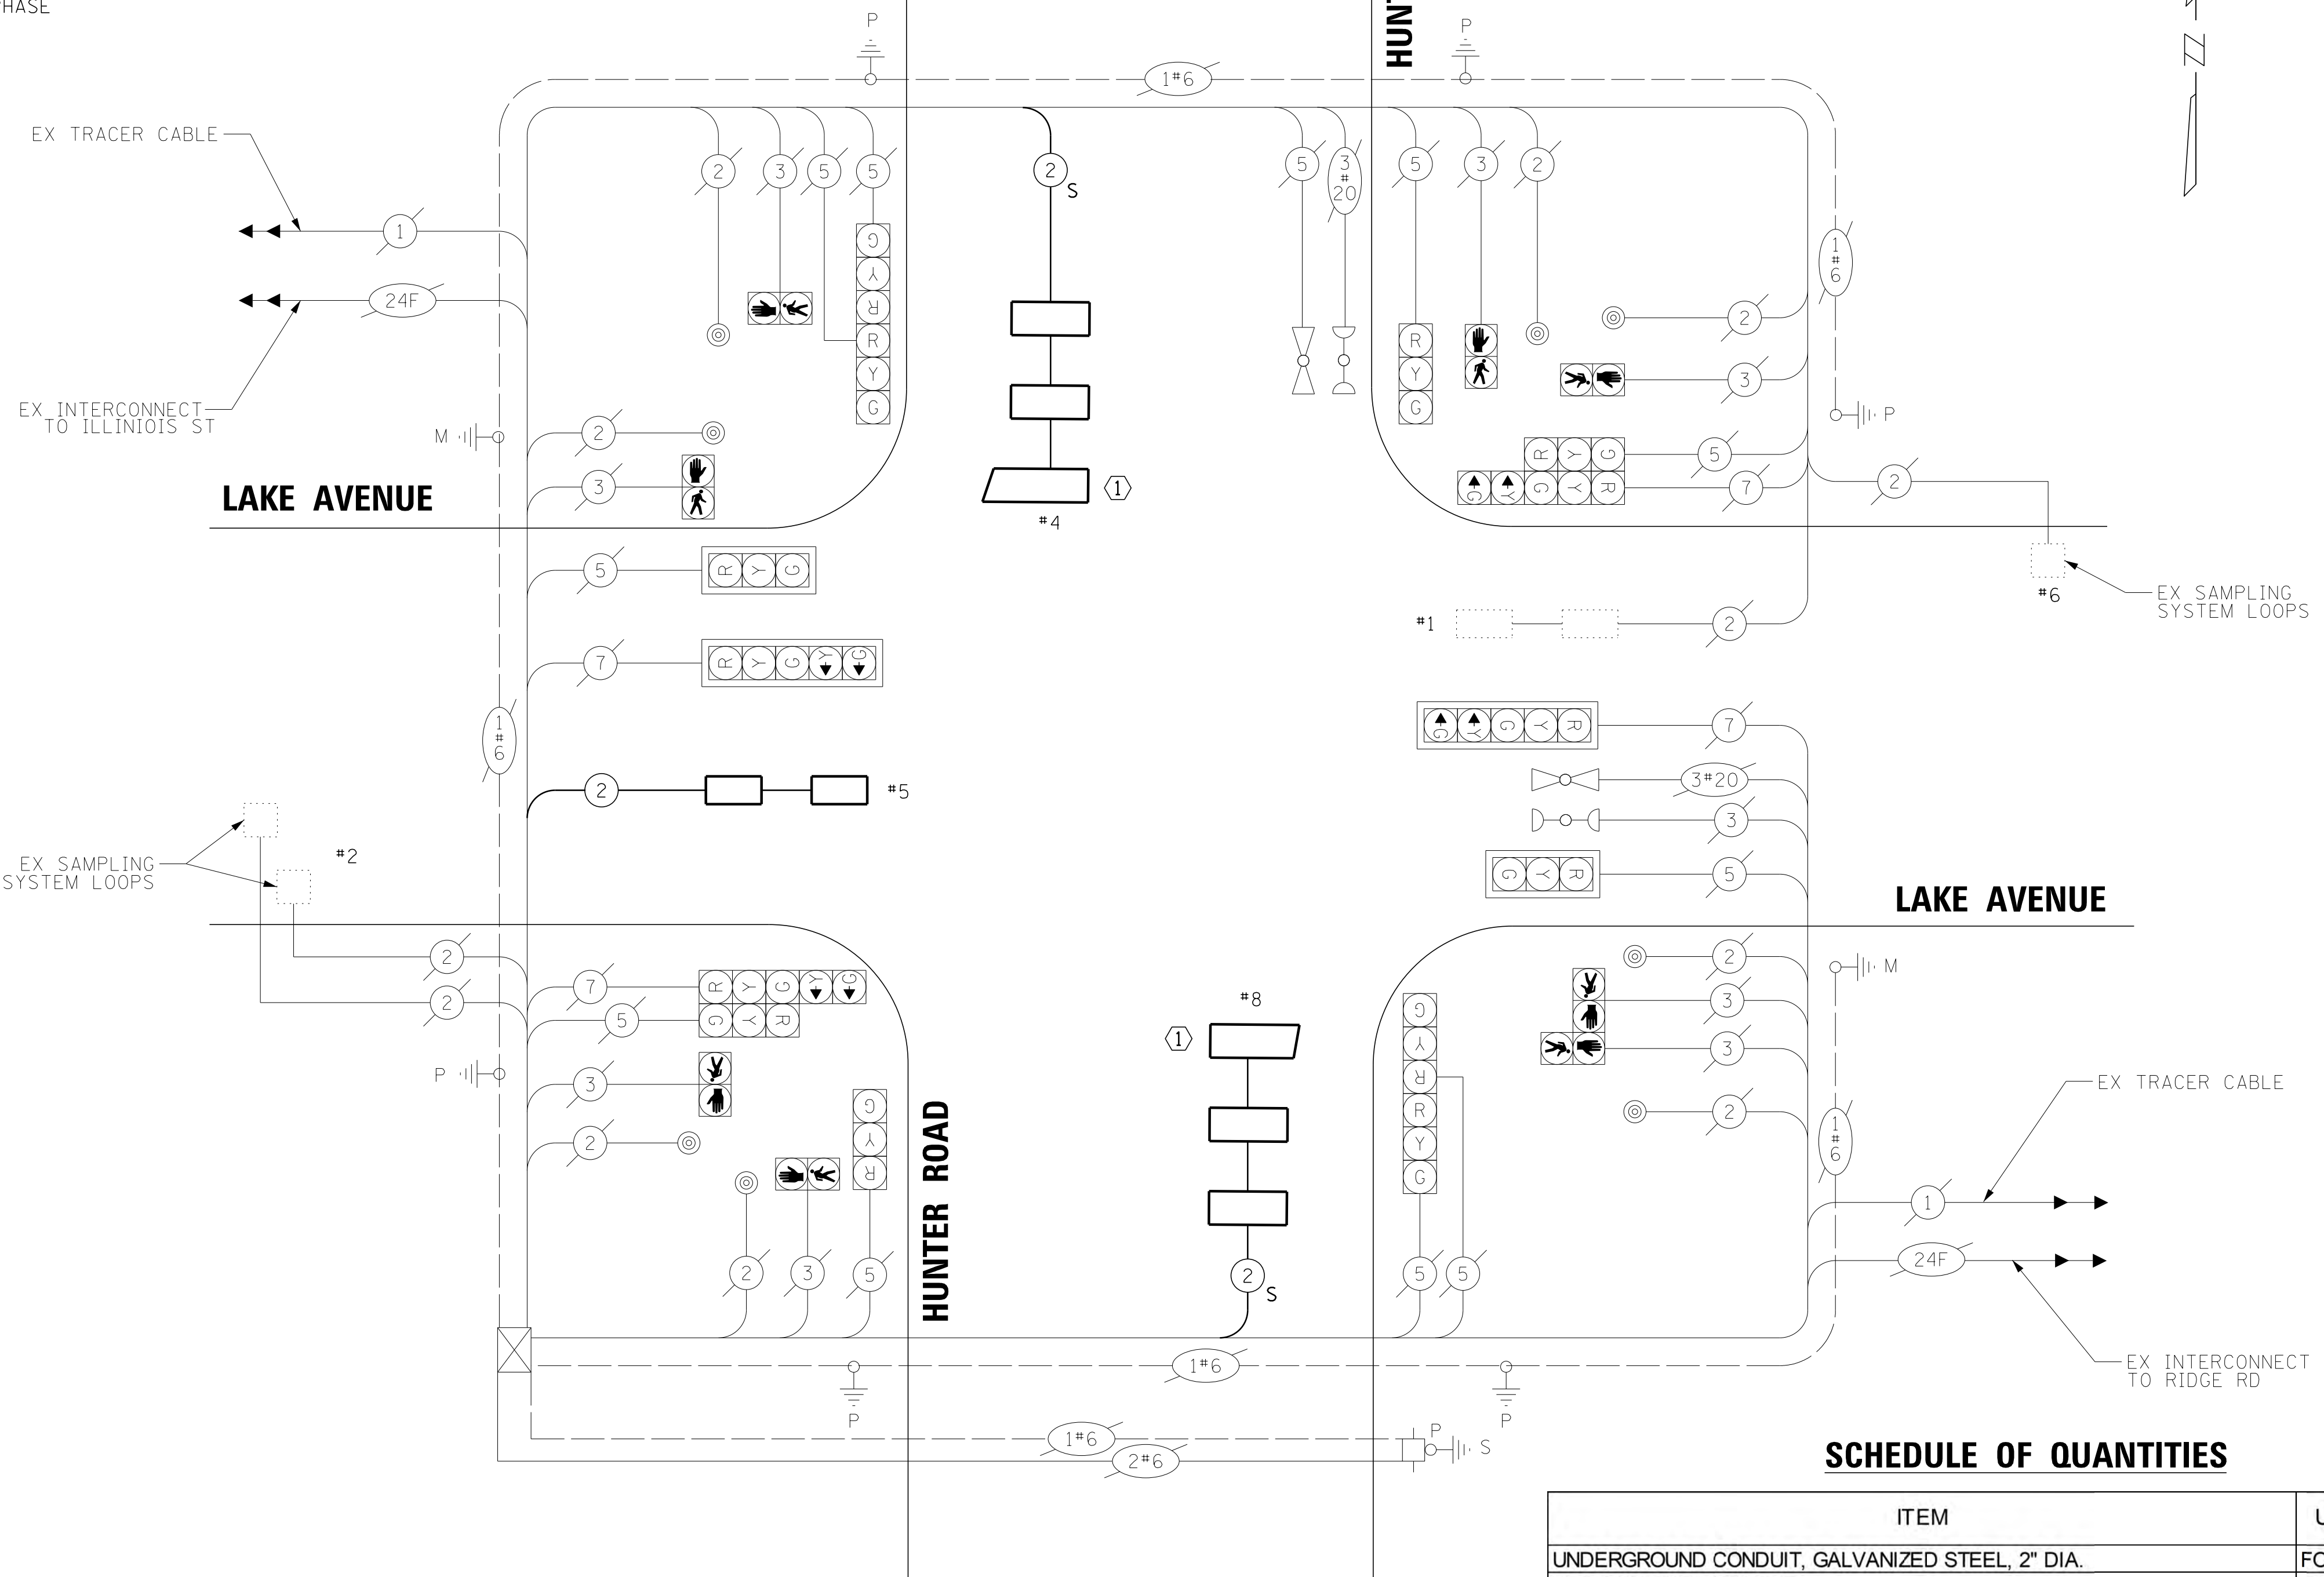 P
P
1#6
EX TRACER CABLE
2
3
5
5
2
S
5
3
#
20
5
3
2
1
1
#
6
G
Y
R
R
Y
G
24F
2
R
Y
G
3
EX INTERCONNECT
TO ILLINIOIS ST
M
2
P
R Y G
5
3
G Y G Y R
7
2
LAKE AVENUE
1
#4
5
R Y G
#6
EX SAMPLING
SYSTEM LOOPS
#1
2
7
R Y G Y G
1
#
6
G Y G Y R
7
2
#5
3#20
3
#2
EX SAMPLING
SYSTEM LOOPS
G Y R
5
LAKE AVENUE
2
2
M
7
R Y G Y G
2
5
G Y R
#8
1
G
Y
R
R
Y
G
3
3
P
3
EX TRACER CABLE
G
Y
R
2
2
1
#
6
HUNTER ROAD
1
2
3
5
2
S
5
5
24F
1#6
EX INTERCONNECT
TO RIDGE RD
P
P
1#6
P
S
2#6
SCHEDULE OF QUANTITIES
ITEM
UNDERGROUND CONDUIT, GALVANIZED STEEL, 2" DIA.